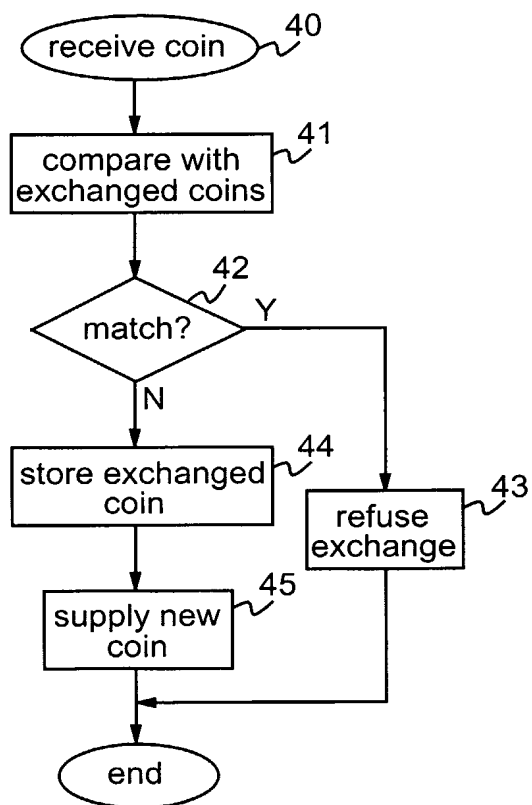 receive coin
40
compare with
exchanged coins
41
match?
42
Y
N
store exchanged
coin
44
refuse
exchange
43
supply new
coin
45
end